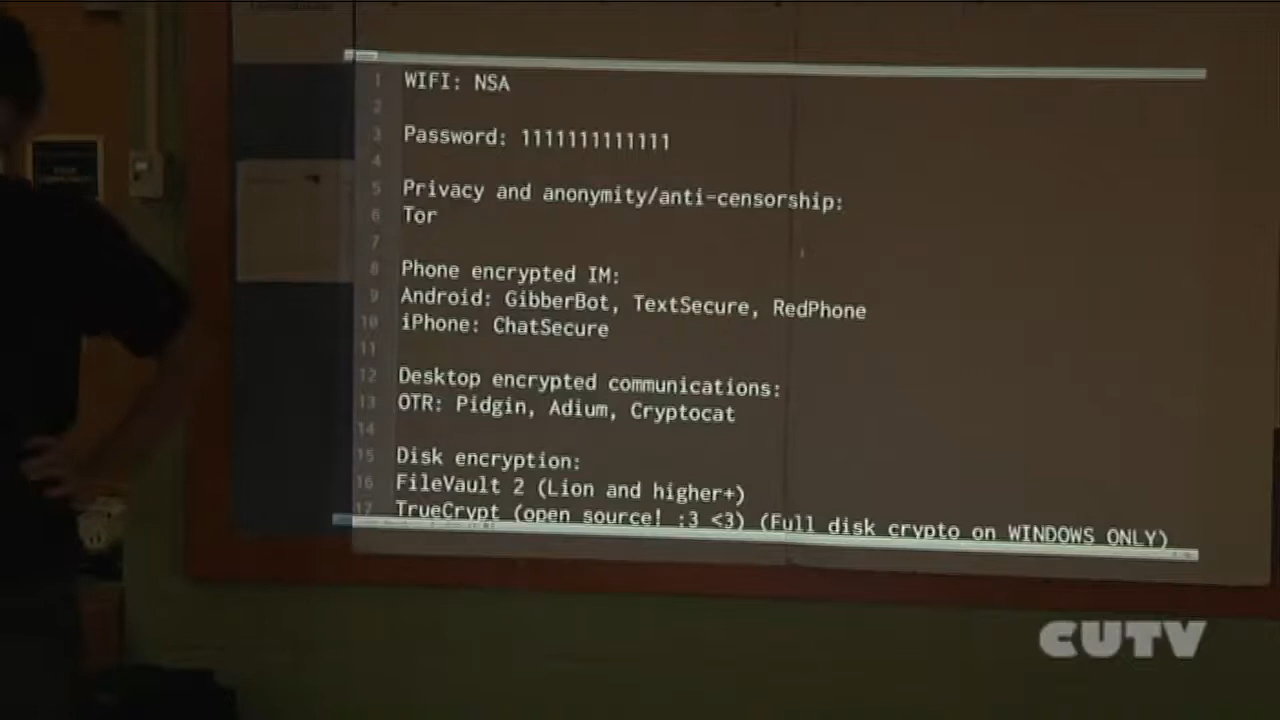 1 WIFI: NSA
2
3 Password: 1111111111111
4
5 Privacy and anonymity/anti-censorship:
6 Tor
7
8 Phone encrypted IM:
9 Android: GibberBot, TextSecure, RedPhone
10 iPhone: ChatSecure
11
12 Desktop encrypted communications:
13 OTR: Pidgin, Adium, Cryptocat
14
15 Disk encryption:
16 FileVault 2 (Lion and higher+)
17 TrueCrypt (open source! :3 <3) (Full disk crypto on WINDOWS ONLY)
CUTV